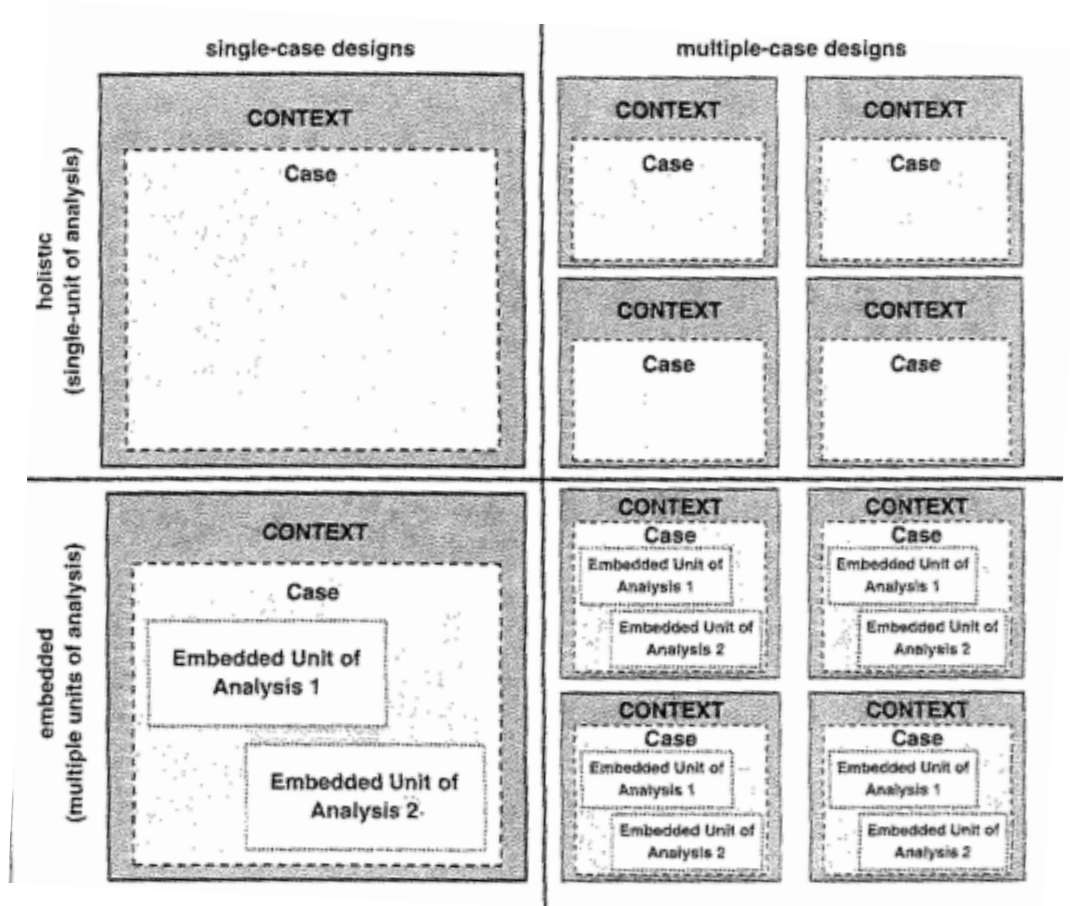 single-case designs
multiple-case designs
holistic
(single-unit of analysis)
CONTEXT
Case
CONTEXT
Case
CONTEXT
Case
CONTEXT
Case
CONTEXT
Case
embedded
(multiple units of analysis)
CONTEXT
Case
Embedded Unit of
Analysis 1
Embedded Unit of
Analysis 2
CONTEXT
Case
Embedded Unit of
Analysis 1
Embedded Unit of
Analysis 2
CONTEXT
Case
Embedded Unit of
Analysis 1
Embedded Unit of
Analysis 2
CONTEXT
Case
Embedded Unit of
Analysis 1
Embedded Unit of
Analysis 2
CONTEXT
Case
Embedded Unit of
Analysis 1
Embedded Unit of
Analysis 2